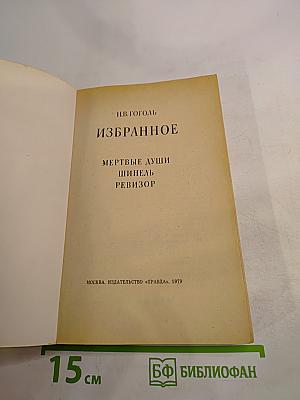 Н.В. ГОГОЛЬ
ИЗБРАННОЕ
МЕРТВЫЕ ДУШИ
ШИНЕЛЬ
РЕВИЗОР
МОСКВА. ИЗДАТЕЛЬСТВО «ПРАВДА», 1979
15 см
БФ БИБЛИОФАН